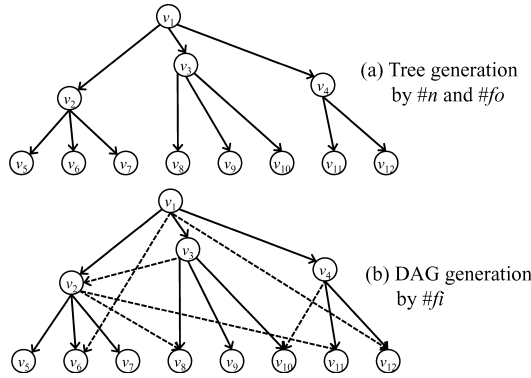 v1
v2
v3
v4
(a) Tree generation
by #n and #fo
v5 v6 v7 v8 v9 v10 v11 v12
v1
v2
v3
v4
(b) DAG generation
by #fi
v5 v6 v7 v8 v9 v10 v11 v12